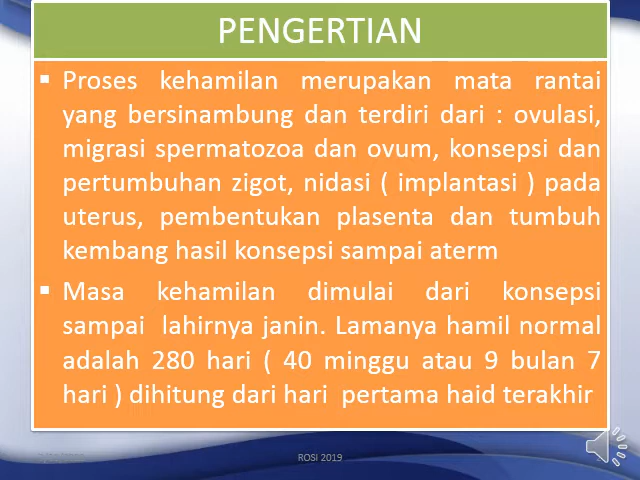 PENGERTIAN
▪ Proses kehamilan merupakan mata rantai
yang bersinambung dan terdiri dari : ovulasi,
migrasi spermatozoa dan ovum, konsepsi dan
pertumbuhan zigot, nidasi ( implantasi ) pada
uterus, pembentukan plasenta dan tumbuh
kembang hasil konsepsi sampai aterm
▪ Masa kehamilan dimulai dari konsepsi
sampai lahirnya janin. Lamanya hamil normal
adalah 280 hari ( 40 minggu atau 9 bulan 7
hari ) dihitung dari hari pertama haid terakhir
ROSI 2019